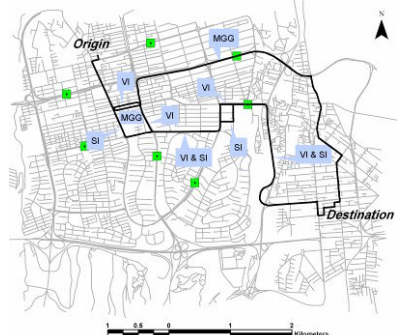 N
MGG
Origin
VI
VI
MGG
VI
SI
VI & SI
SI
VI & SI
Destination
1 0.5 0 1 2
Kilometers